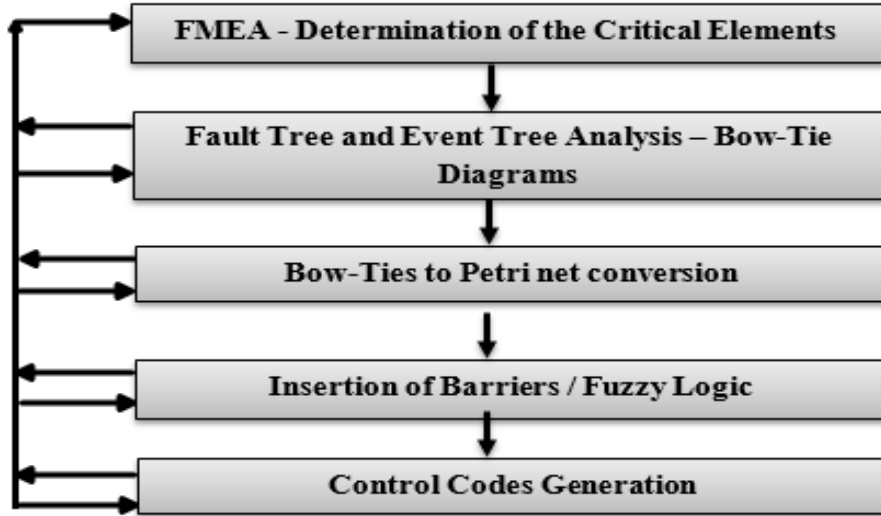 FMEA - Determination of the Critical Elements
Fault Tree and Event Tree Analysis – Bow-Tie
Diagrams
Bow-Ties to Petri net conversion
Insertion of Barriers / Fuzzy Logic
Control Codes Generation